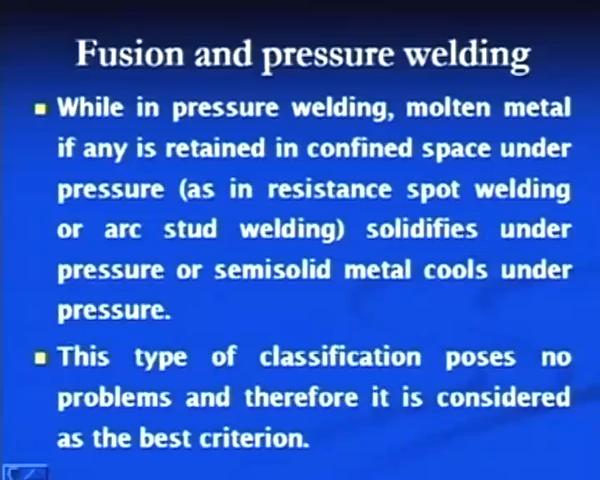 Fusion and pressure welding
While in pressure welding, molten metal
if any is retained in confined space under
pressure (as in resistance spot welding
or arc stud welding) solidifies under
pressure or semisolid metal cools under
pressure.
This type of classification poses no
problems and therefore it is considered
as the best criterion.